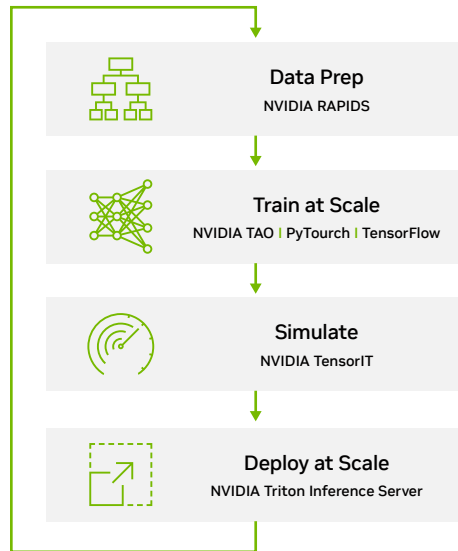 Data Prep
NVIDIA RAPIDS
Train at Scale
NVIDIA TAO | PyTourch | TensorFlow
Simulate
NVIDIA TensorIT
Deploy at Scale
NVIDIA Triton Inference Server